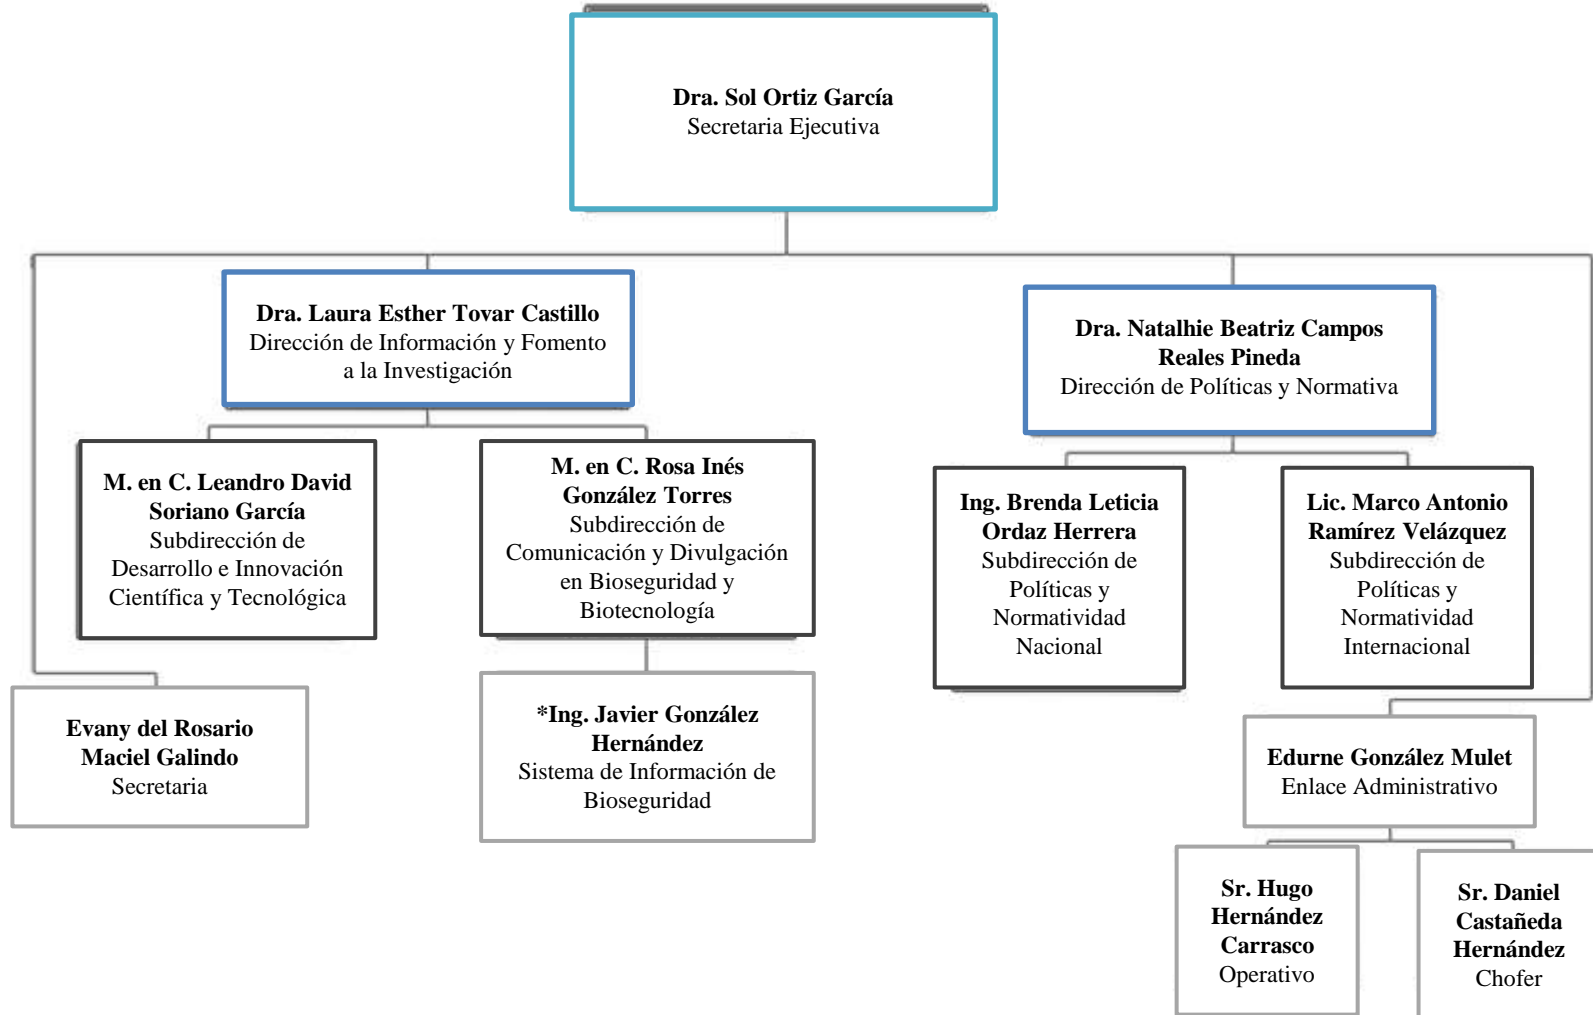 Dra. Sol Ortiz García
Secretaria Ejecutiva
Dra. Laura Esther Tovar Castillo
Dirección de Información y Fomento
a la Investigación
Dra. Natalhie Beatriz Campos
Reales Pineda
Dirección de Políticas y Normativa
M. en C. Leandro David
Soriano García
Subdirección de
Desarrollo e Innovación
Científica y Tecnológica
M. en C. Rosa Inés
González Torres
Subdirección de
Comunicación y Divulgación
en Bioseguridad y
Biotecnología
Ing. Brenda Leticia
Ordaz Herrera
Subdirección de
Políticas y
Normatividad
Nacional
Lic. Marco Antonio
Ramírez Velázquez
Subdirección de
Políticas y
Normatividad
Internacional
Evany del Rosario
Maciel Galindo
Secretaria
*Ing. Javier González
Hernández
Sistema de Información de
Bioseguridad
Edurne González Mulet
Enlace Administrativo
Sr. Hugo
Hernández
Carrasco
Operativo
Sr. Daniel
Castañeda
Hernández
Chofer